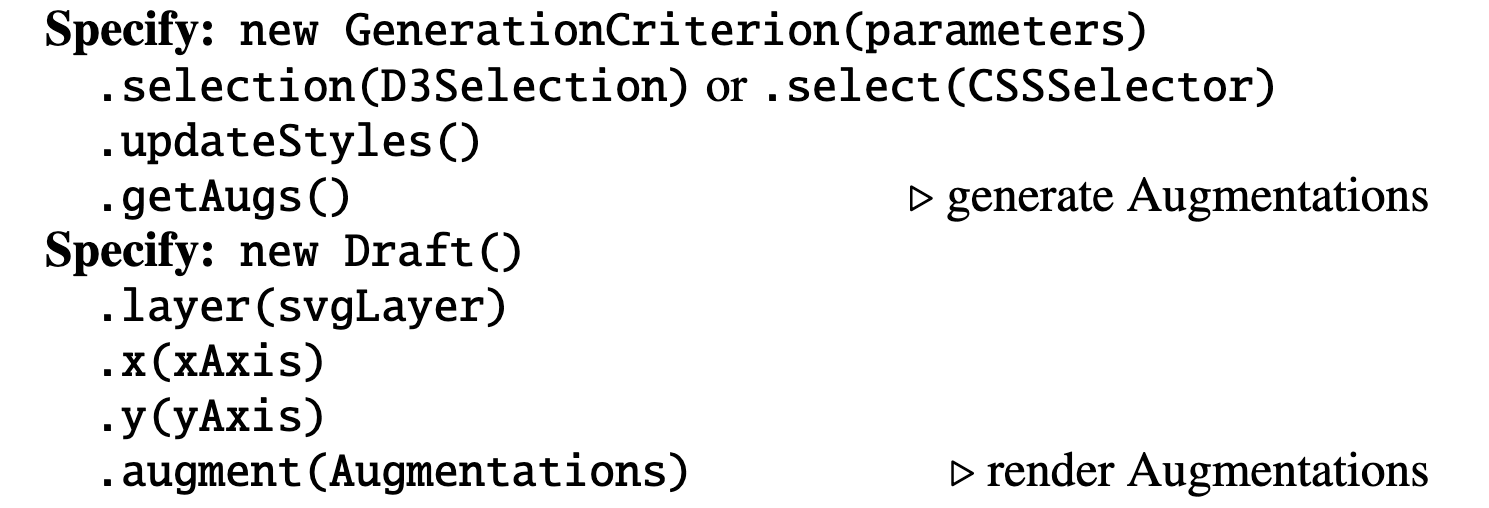 Specify: new GenerationCriterion(parameters)
.selection(D3Selection) or .select(CSSSelector)
.updateStyles()
.getAugs() ▷ generate Augmentations
Specify: new Draft()
.layer(svgLayer)
.x(xAxis)
.y(yAxis)
.augment(Augmentations) ▷ render Augmentations